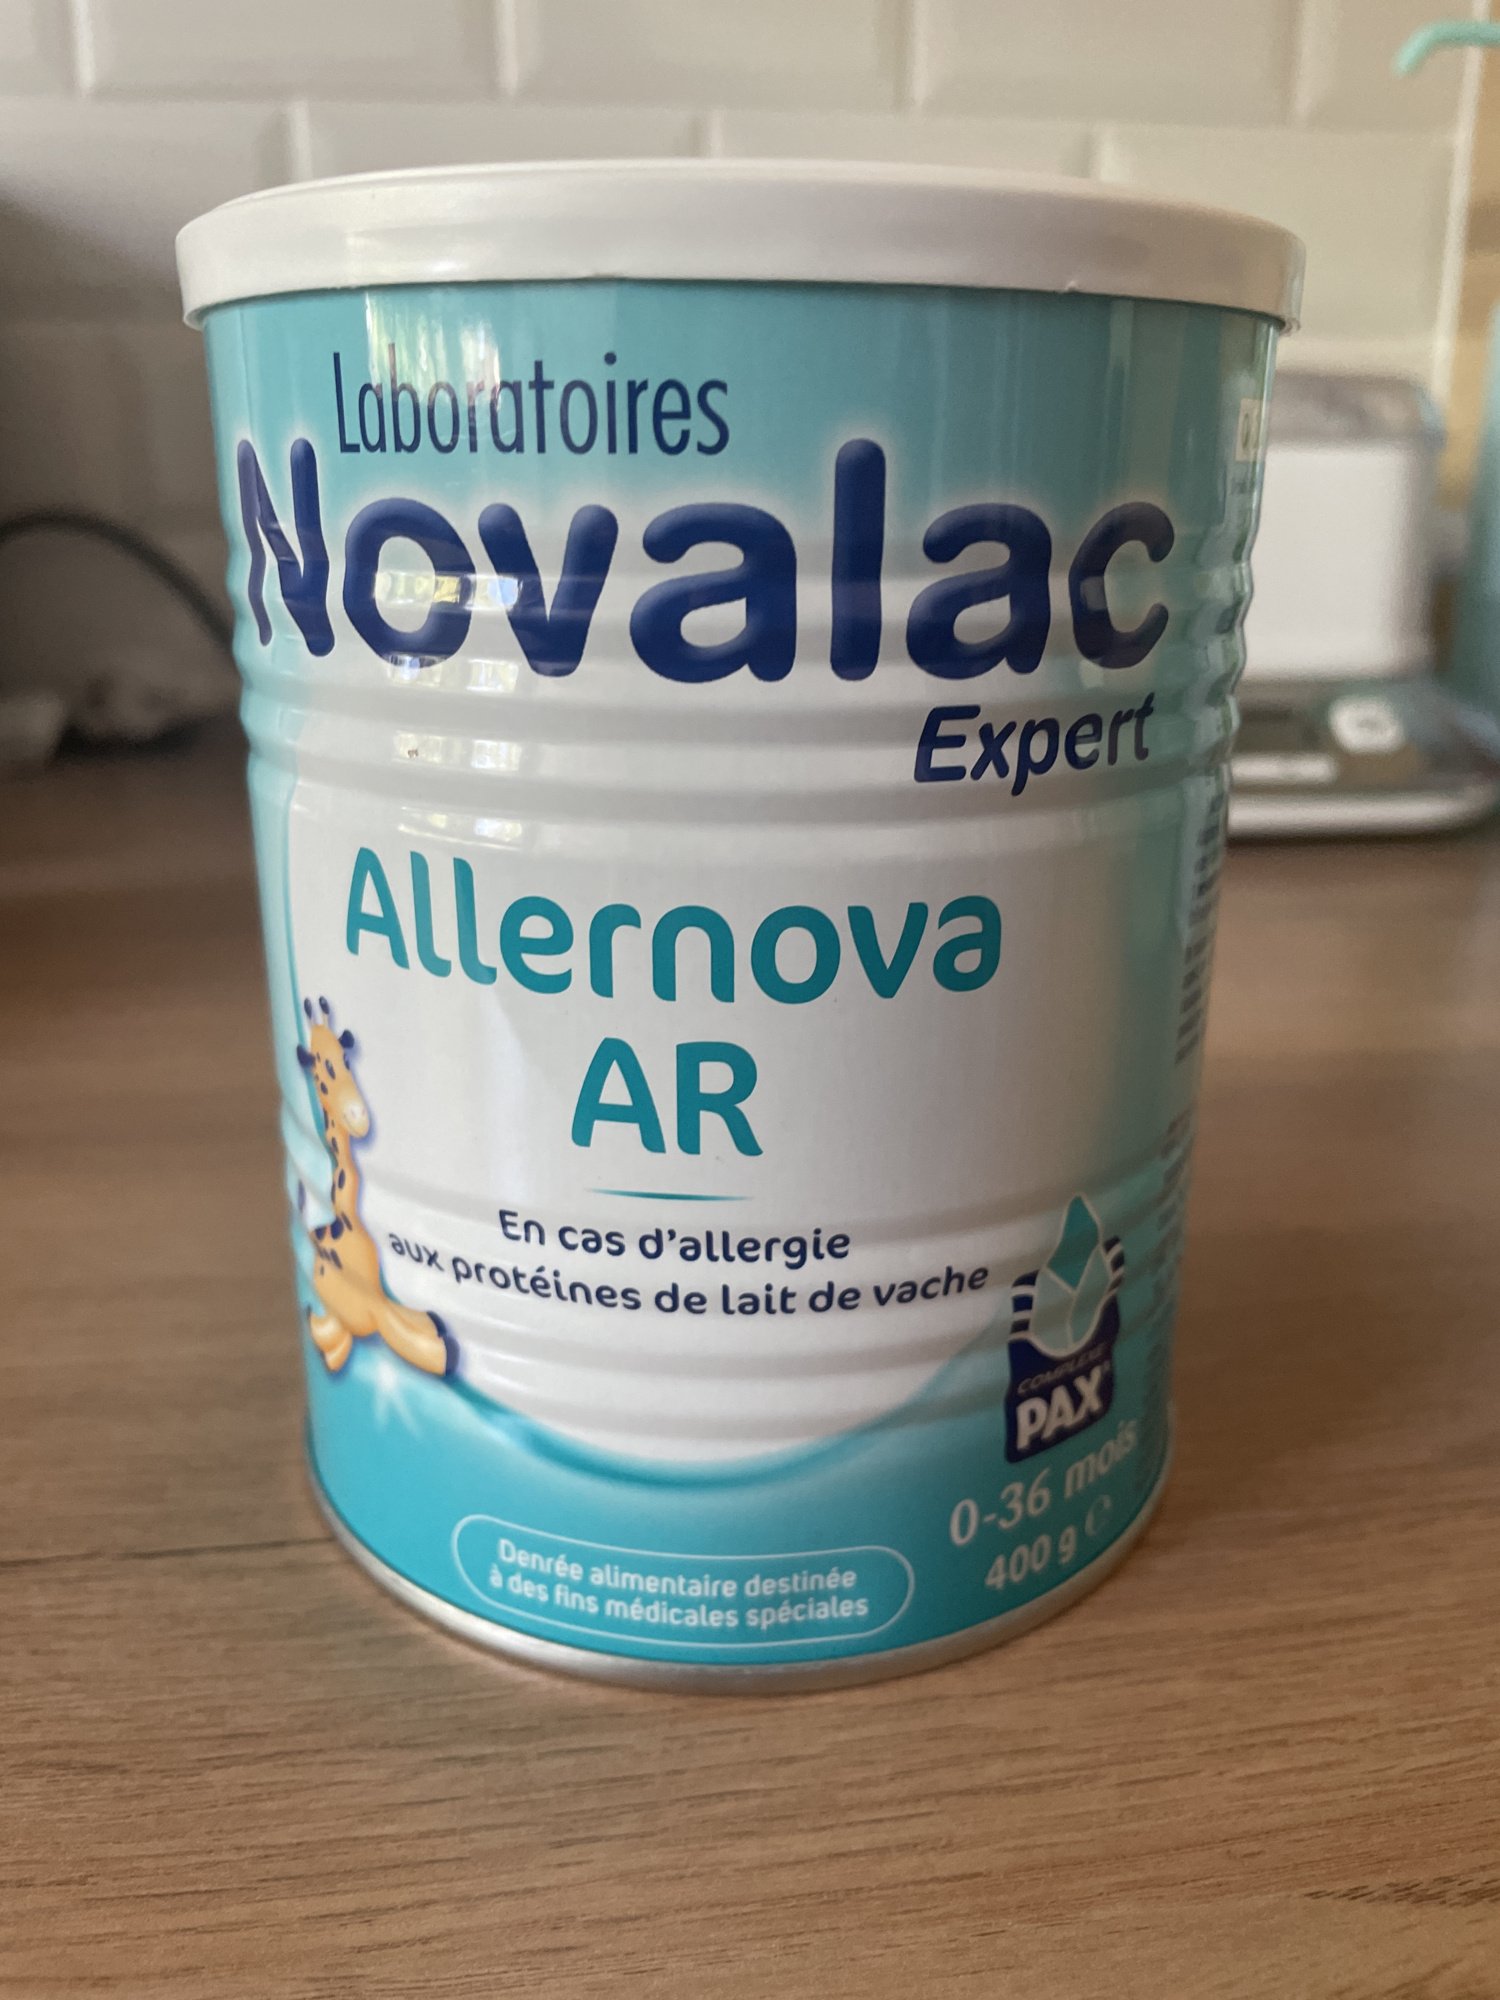 Laboratoires
Novalac
Expert
Allernova
AR
En cas d'allergie
aux protéines de lait de vache
COMPLEXE
PAX
0-36 mois
400 g ℮
Denrée alimentaire destinée
à des fins médicales spéciales